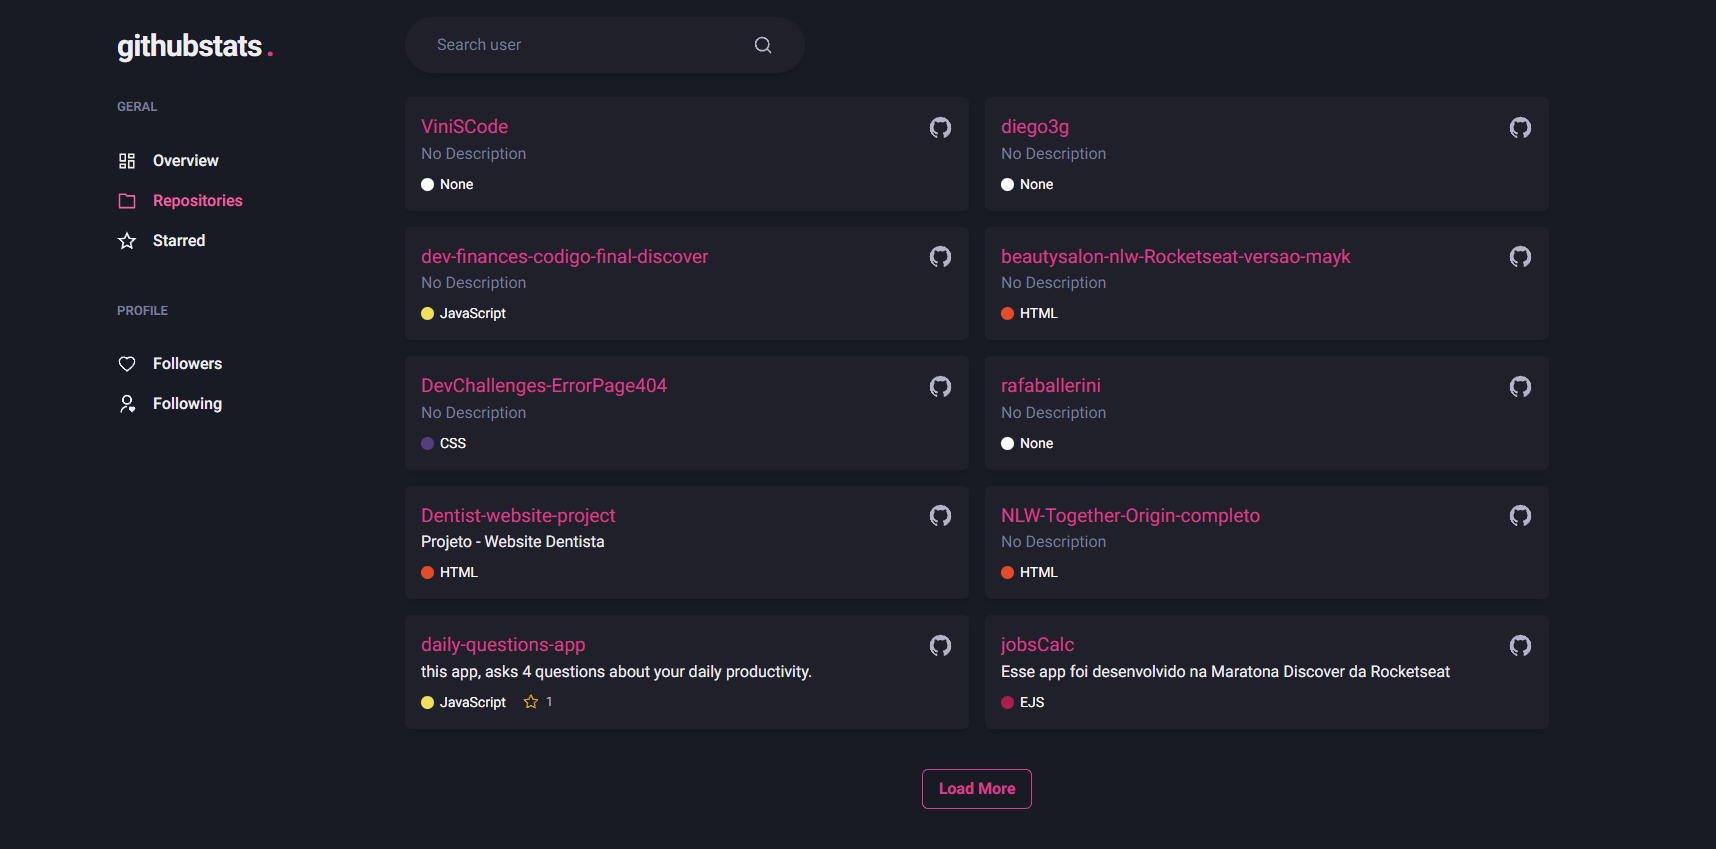 githubstats.
Search user
GERAL
Overview
Repositories
Starred
PROFILE
Followers
Following
ViniSCode
No Description
None
diego3g
No Description
None
dev-finances-codigo-final-discover
No Description
JavaScript
beautysalon-nlw-Rocketseat-versao-mayk
No Description
HTML
DevChallenges-ErrorPage404
No Description
CSS
rafaballerini
No Description
None
Dentist-website-project
Projeto - Website Dentista
HTML
NLW-Together-Origin-completo
No Description
HTML
daily-questions-app
this app, asks 4 questions about your daily productivity.
JavaScript 1
jobsCalc
Esse app foi desenvolvido na Maratona Discover da Rocketseat
EJS
Load More